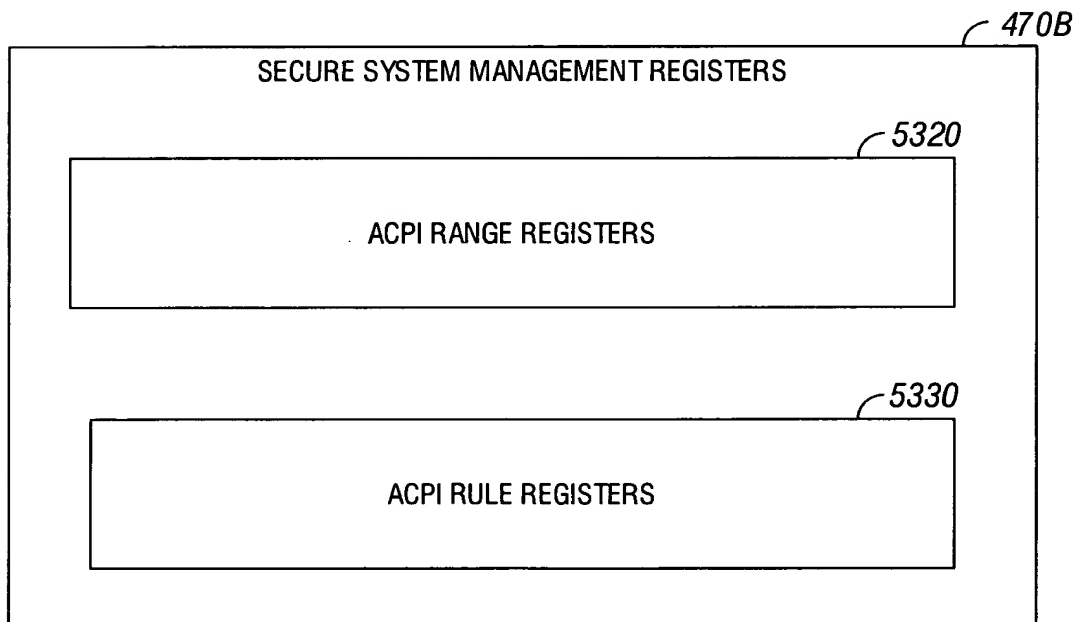 470B
SECURE SYSTEM MANAGEMENT REGISTERS
5320
ACPI RANGE REGISTERS
5330
ACPI RULE REGISTERS